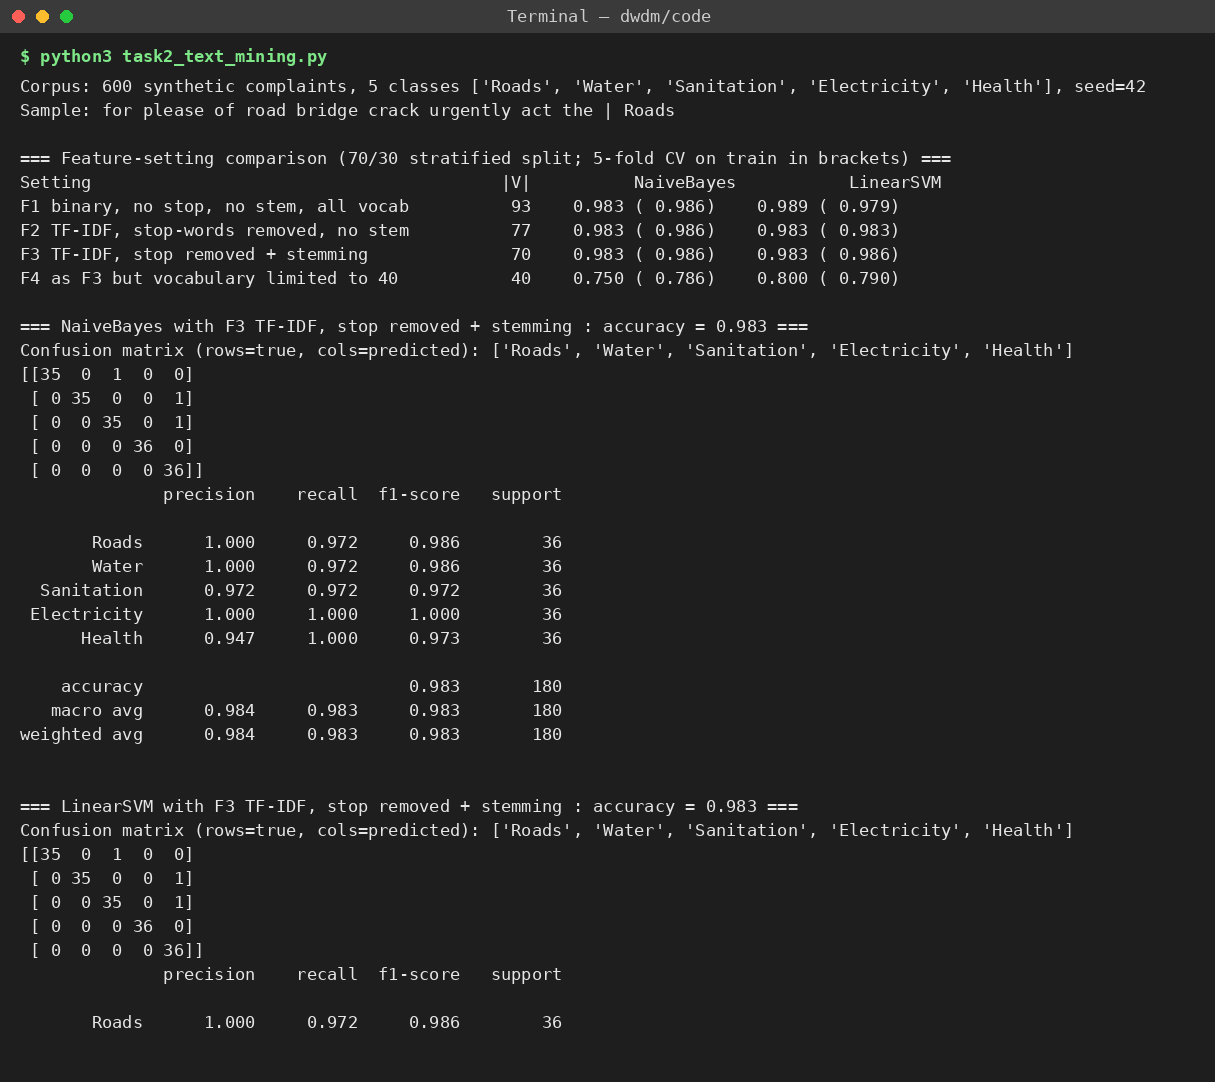 Terminal — dwdm/code
$ python3 task2_text_mining.py
Corpus: 600 synthetic complaints, 5 classes ['Roads', 'Water', 'Sanitation', 'Electricity', 'Health'], seed=42
Sample: for please of road bridge crack urgently act the | Roads
=== Feature-setting comparison (70/30 stratified split; 5-fold CV on train in brackets) ===
Setting                                        |V|          NaiveBayes           LinearSVM
F1 binary, no stop, no stem, all vocab          93    0.983 ( 0.986)    0.989 ( 0.979)
F2 TF-IDF, stop-words removed, no stem          77    0.983 ( 0.986)    0.983 ( 0.983)
F3 TF-IDF, stop removed + stemming              70    0.983 ( 0.986)    0.983 ( 0.986)
F4 as F3 but vocabulary limited to 40           40    0.750 ( 0.786)    0.800 ( 0.790)
=== NaiveBayes with F3 TF-IDF, stop removed + stemming : accuracy = 0.983 ===
Confusion matrix (rows=true, cols=predicted): ['Roads', 'Water', 'Sanitation', 'Electricity', 'Health']
[[35  0  1  0  0]
 [ 0 35  0  0  1]
 [ 0  0 35  0  1]
 [ 0  0  0 36  0]
 [ 0  0  0  0 36]]
              precision    recall  f1-score   support
       Roads      1.000     0.972     0.986        36
       Water      1.000     0.972     0.986        36
  Sanitation      0.972     0.972     0.972        36
 Electricity      1.000     1.000     1.000        36
      Health      0.947     1.000     0.973        36
    accuracy                          0.983       180
   macro avg      0.984     0.983     0.983       180
weighted avg      0.984     0.983     0.983       180
=== LinearSVM with F3 TF-IDF, stop removed + stemming : accuracy = 0.983 ===
Confusion matrix (rows=true, cols=predicted): ['Roads', 'Water', 'Sanitation', 'Electricity', 'Health']
[[35  0  1  0  0]
 [ 0 35  0  0  1]
 [ 0  0 35  0  1]
 [ 0  0  0 36  0]
 [ 0  0  0  0 36]]
              precision    recall  f1-score   support
       Roads      1.000     0.972     0.986        36